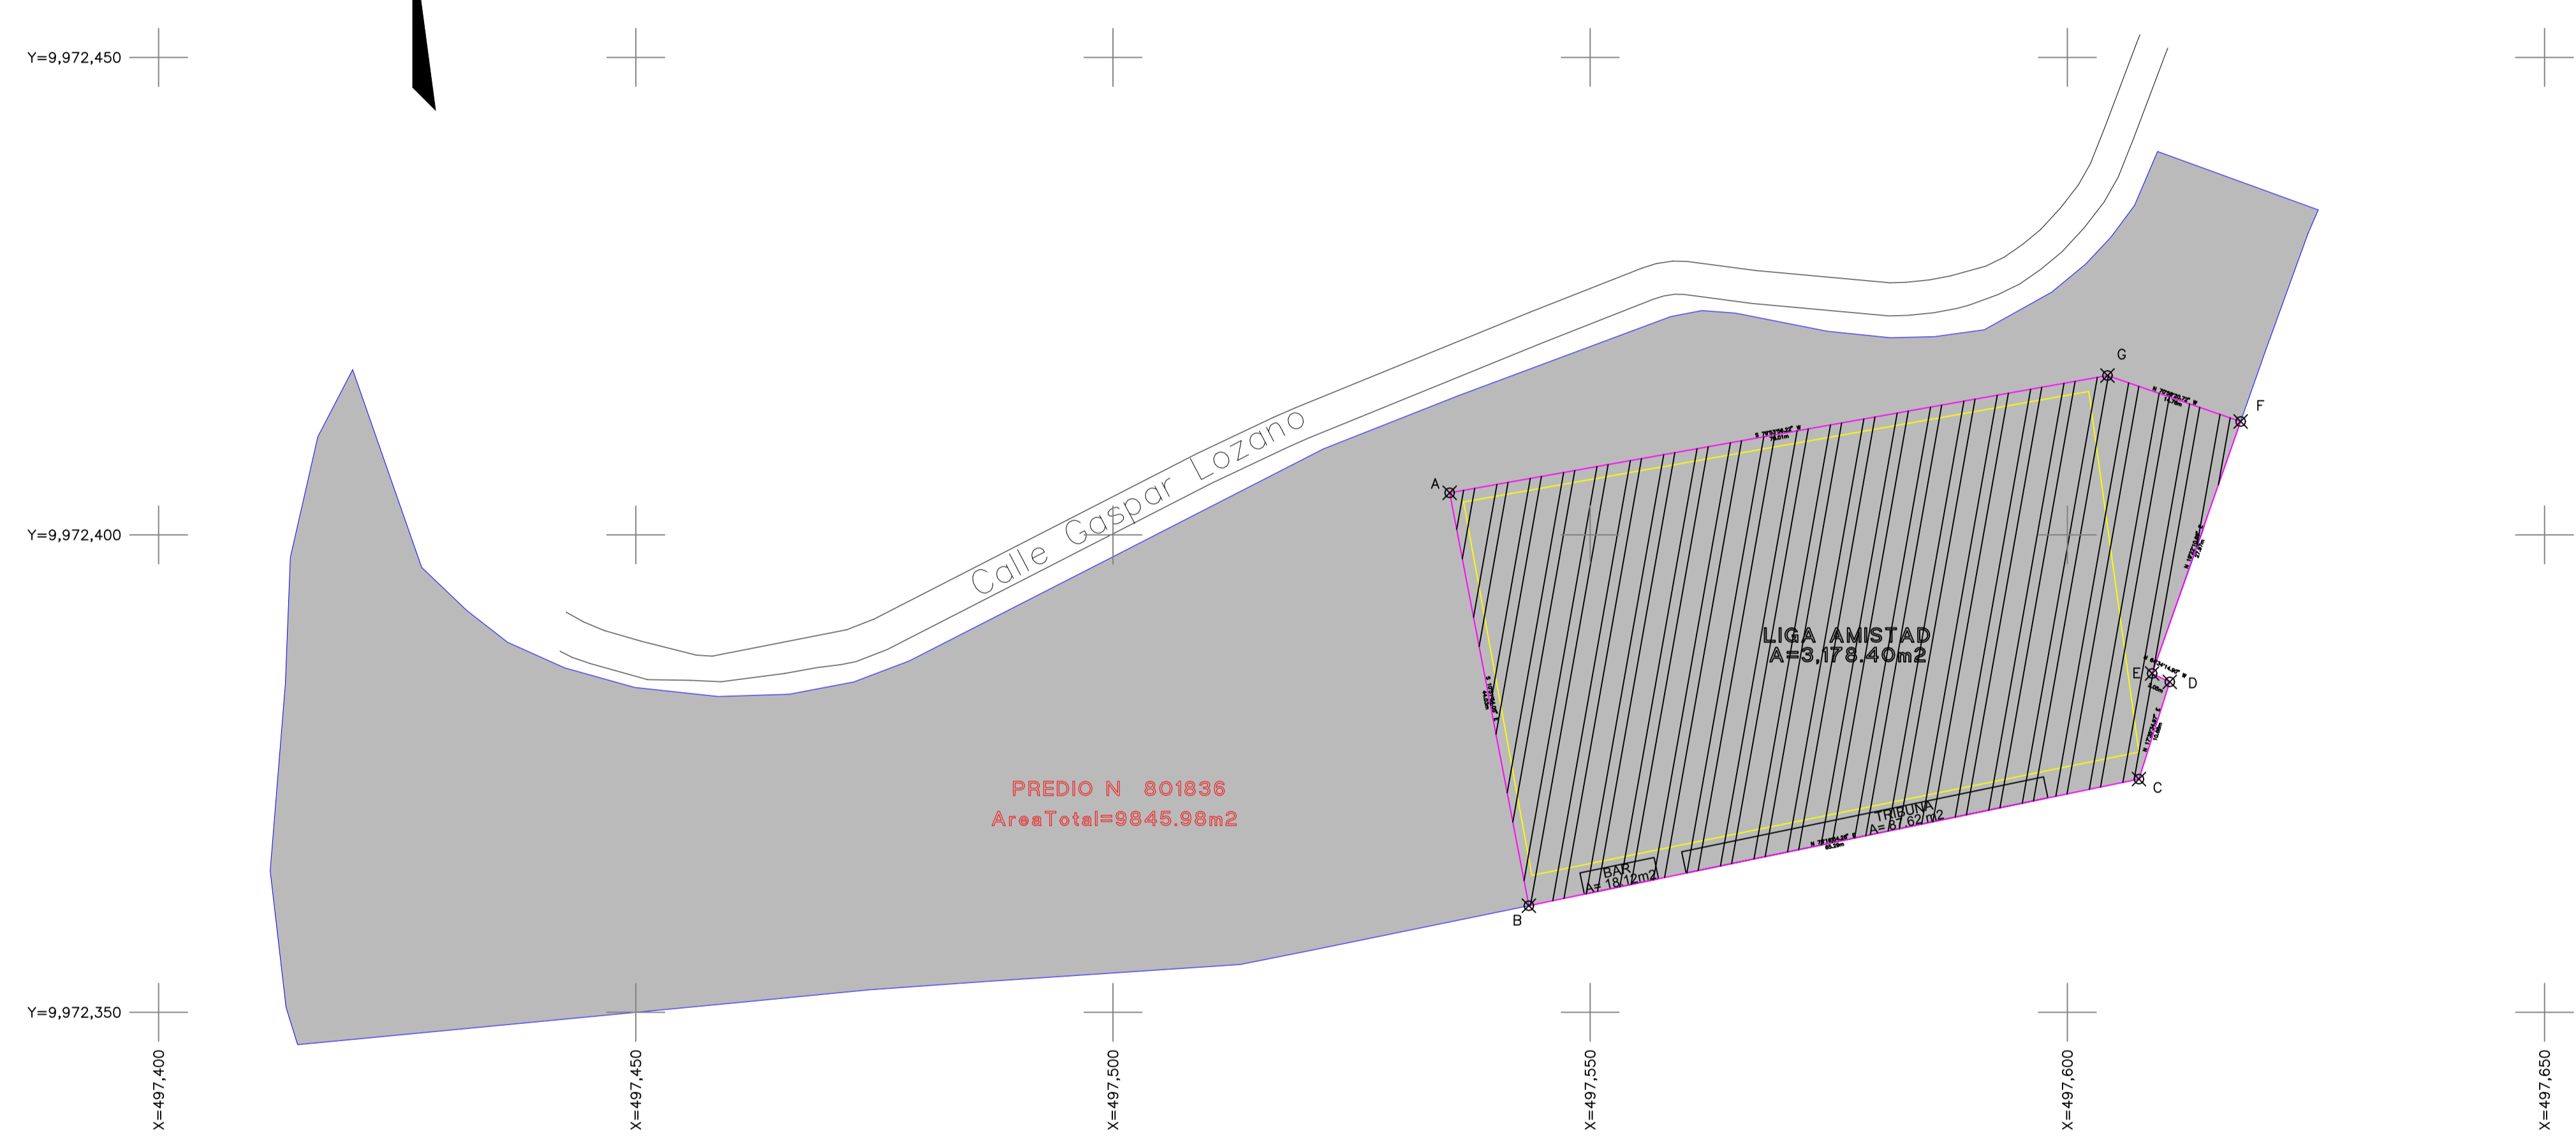 Y=9,972,450
G
F
A
Calle Gaspar Lozano
Y=9,972,400
LIGA AMISTAD
A=3,178.40m2
E
D
PREDIO N 801836
AreaTotal=9845.98m2
C
TRIBUNA
A= 87.62 m2
BAR
A= 18.12m2
B
Y=9,972,350
X=497,400
X=497,450
X=497,500
X=497,550
X=497,600
X=497,650